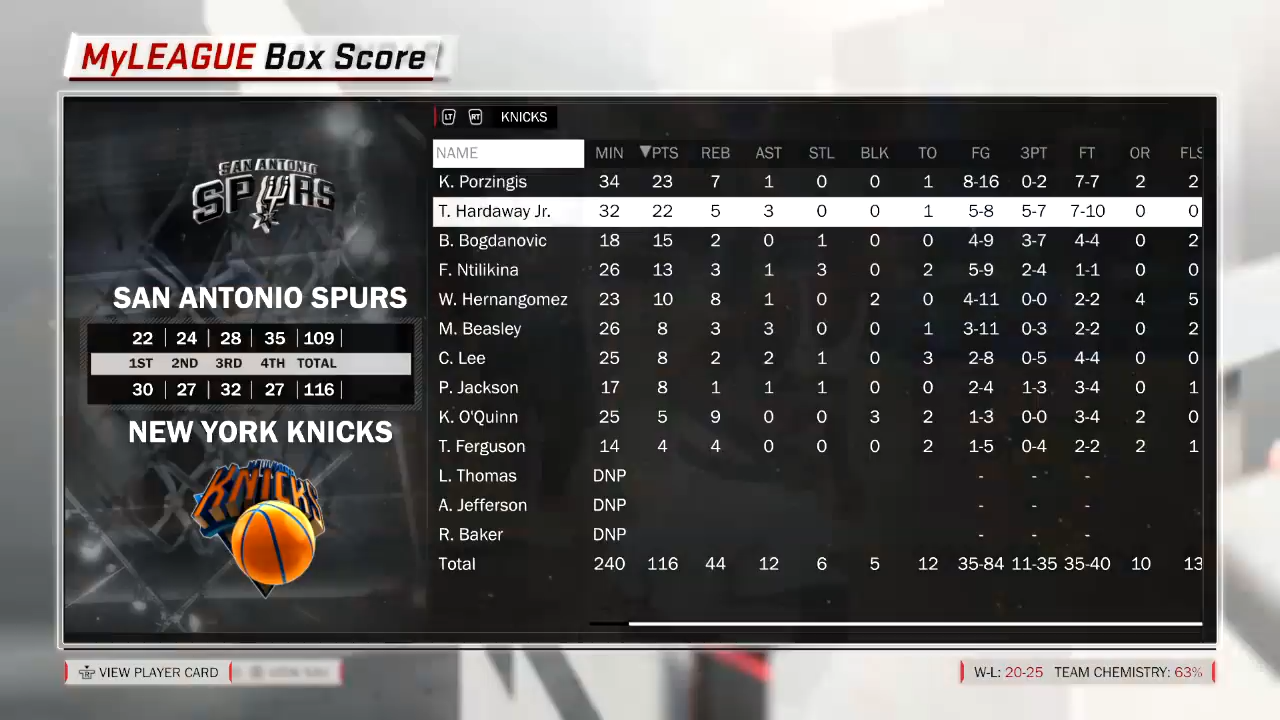 MyLEAGUE Box Score
LT RT KNICKS
NAME MIN ▼PTS REB AST STL BLK TO FG 3PT FT OR FLS
K. Porzingis 34 23 7 1 0 0 1 8-16 0-2 7-7 2 2
T. Hardaway Jr. 32 22 5 3 0 0 1 5-8 5-7 7-10 0 0
B. Bogdanovic 18 15 2 0 1 0 0 4-9 3-7 4-4 0 2
F. Ntilikina 26 13 3 1 3 0 2 5-9 2-4 1-1 0 0
W. Hernangomez 23 10 8 1 0 2 0 4-11 0-0 2-2 4 5
M. Beasley 26 8 3 3 0 0 1 3-11 0-3 2-2 0 2
C. Lee 25 8 2 2 1 0 3 2-8 0-5 4-4 0 0
P. Jackson 17 8 1 1 1 0 0 2-4 1-3 3-4 0 1
K. O'Quinn 25 5 9 0 0 3 2 1-3 0-0 3-4 2 0
T. Ferguson 14 4 4 0 0 0 2 1-5 0-4 2-2 2 1
L. Thomas DNP - - -
A. Jefferson DNP - - -
R. Baker DNP - - -
Total 240 116 44 12 6 5 12 35-84 11-35 35-40 10 13
SAN ANTONIO
SPURS
SAN ANTONIO SPURS
22 24 28 35 109
1ST 2ND 3RD 4TH TOTAL
30 27 32 27 116
NEW YORK KNICKS
KNICKS
VIEW PLAYER CARD
W-L: 20-25 TEAM CHEMISTRY: 63%